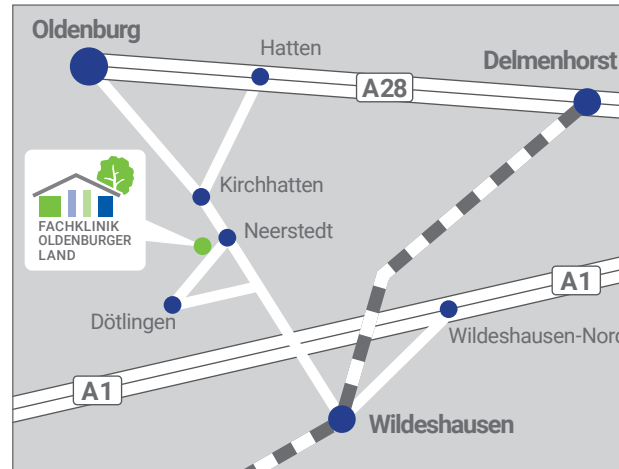 Oldenburg
Hatten
Delmenhorst
A28
Kirchhatten
FACHKLINIK
OLDENBURGER
LAND
Neerstedt
A1
Dötlingen
Wildeshausen-Nord
A1
Wildeshausen